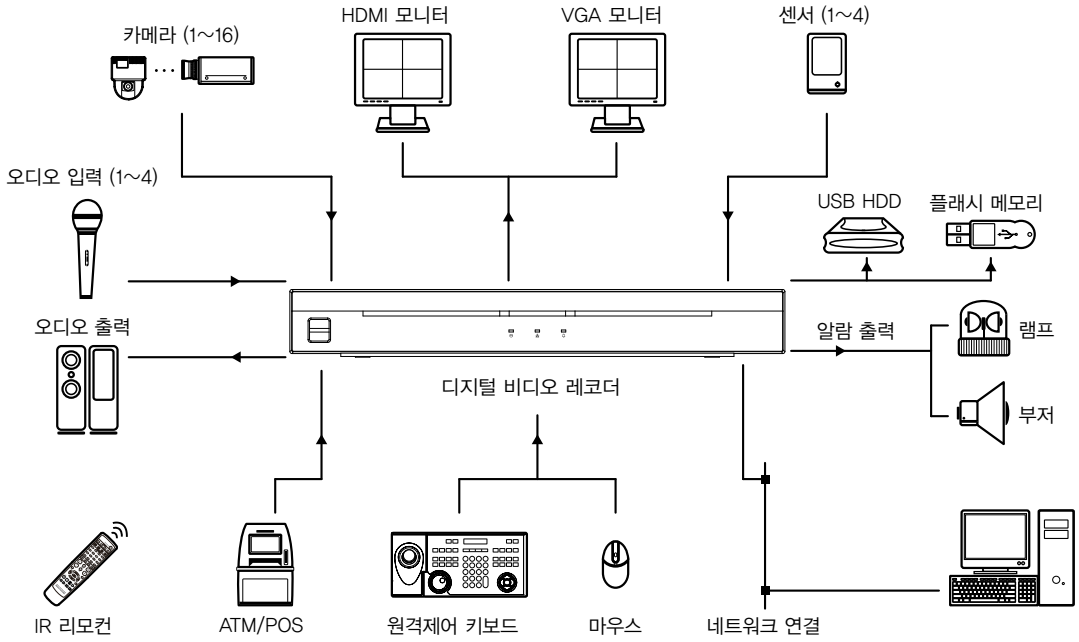 HDMI 모니터
VGA 모니터
센서 (1~4)
카메라 (1~16)
오디오 입력 (1~4)
USB HDD
플래시 메모리
오디오 출력
알람 출력
램프
디지털 비디오 레코더
부저
IR 리모컨
ATM/POS
원격제어 키보드
마우스
네트워크 연결